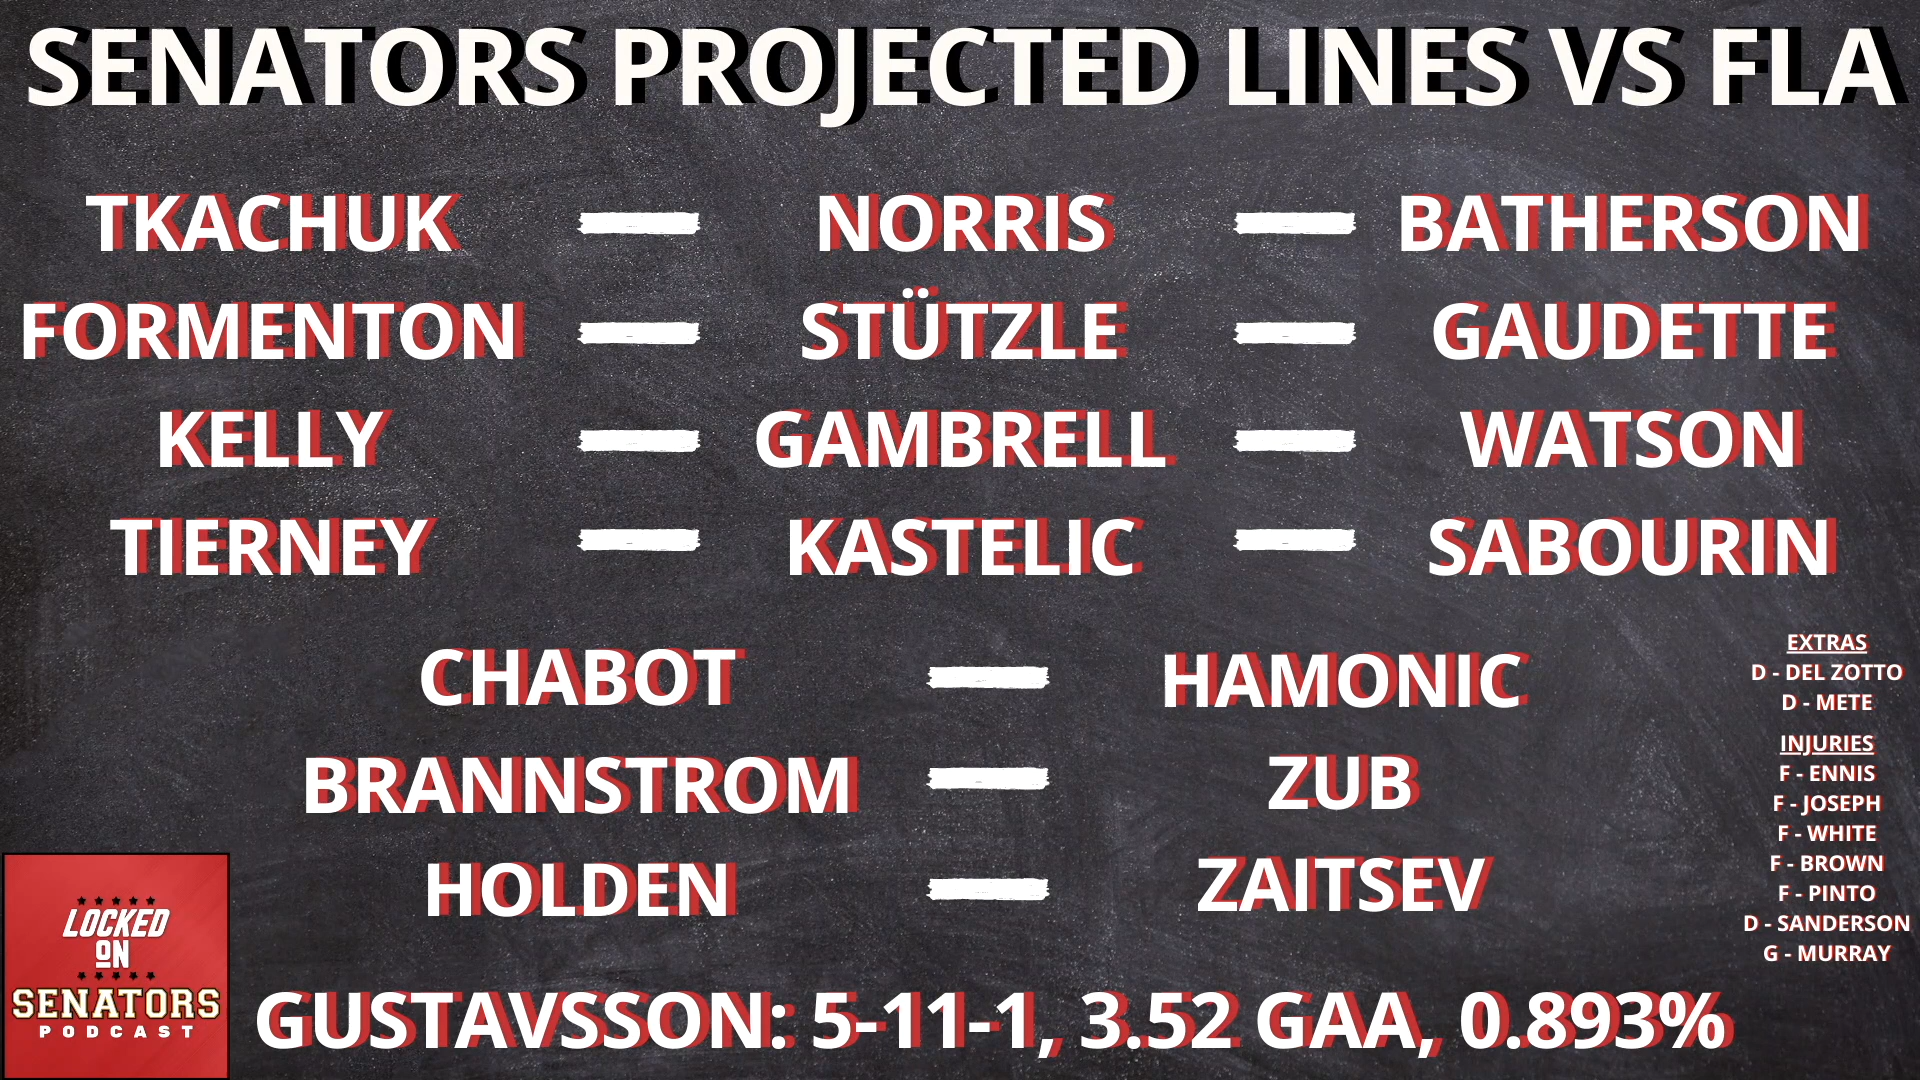 SENATORS PROJECTED LINES VS FLA
TKACHUK — NORRIS — BATHERSON
FORMENTON — STÜTZLE — GAUDETTE
KELLY — GAMBRELL — WATSON
TIERNEY — KASTELIC — SABOURIN
CHABOT — HAMONIC
BRANNSTROM — ZUB
HOLDEN — ZAITSEV
EXTRAS
D - DEL ZOTTO
D - METE
INJURIES
F - ENNIS
F - JOSEPH
F - WHITE
F - BROWN
F - PINTO
D - SANDERSON
G - MURRAY
LOCKED
ON
SENATORS
PODCAST
GUSTAVSSON: 5-11-1, 3.52 GAA, 0.893%